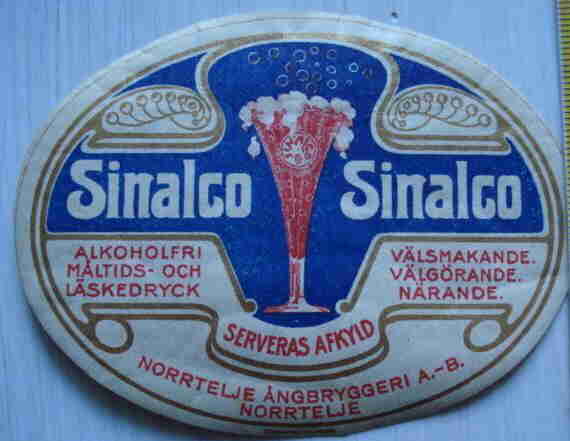 Sinalco Sinalco
ALKOHOLFRI
MÅLTIDS- OCH
LÄSKEDRYCK
VÄLSMAKANDE.
VÄLGÖRANDE.
NÄRANDE.
SERVERAS AFKYLD
NORRTELJE ÅNGBRYGGERI A.-B.
NORRTELJE